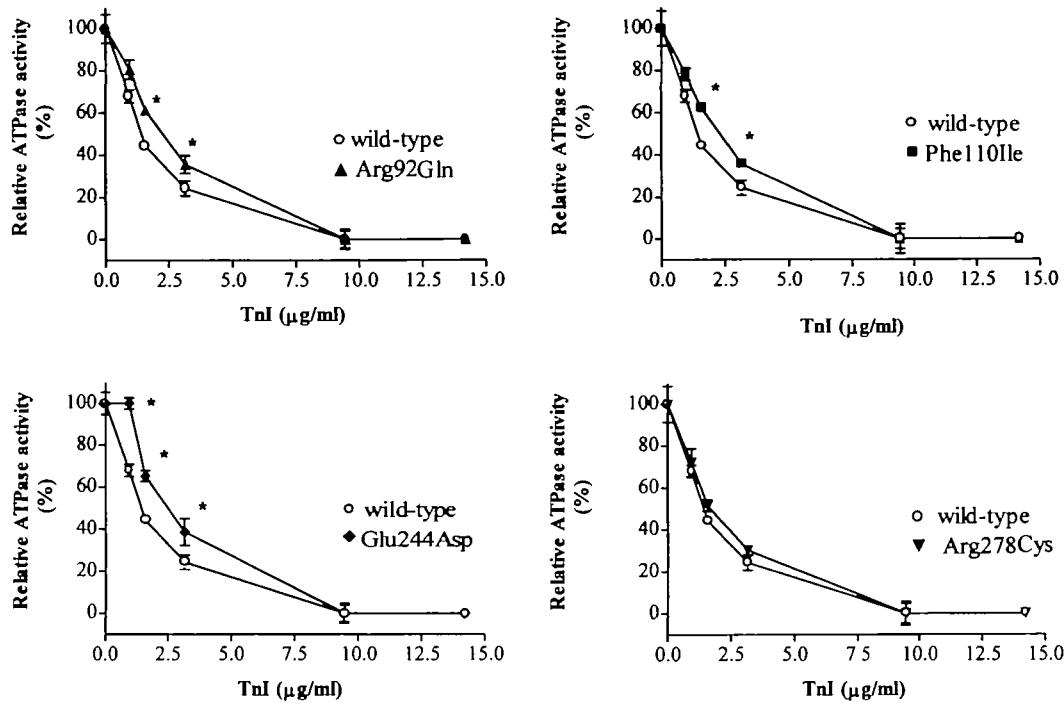 Relative ATPase activity
(%)
100
80
60
40
20
0
*
*
wild-type
Arg92Gln
0.0 2.5 5.0 7.5 10.0 12.5 15.0
TnI (μg/ml)
Relative ATPase activity
(%)
100
80
60
40
20
0
*
*
wild-type
Phe110Ile
0.0 2.5 5.0 7.5 10.0 12.5 15.0
TnI (μg/ml)
Relative ATPase activity
(%)
100
80
60
40
20
0
*
*
*
wild-type
Glu244Asp
0.0 2.5 5.0 7.5 10.0 12.5 15.0
TnI (μg/ml)
Relative ATPase activity
(%)
100
80
60
40
20
0
wild-type
Arg278Cys
0.0 2.5 5.0 7.5 10.0 12.5 15.0
TnI (μg/ml)